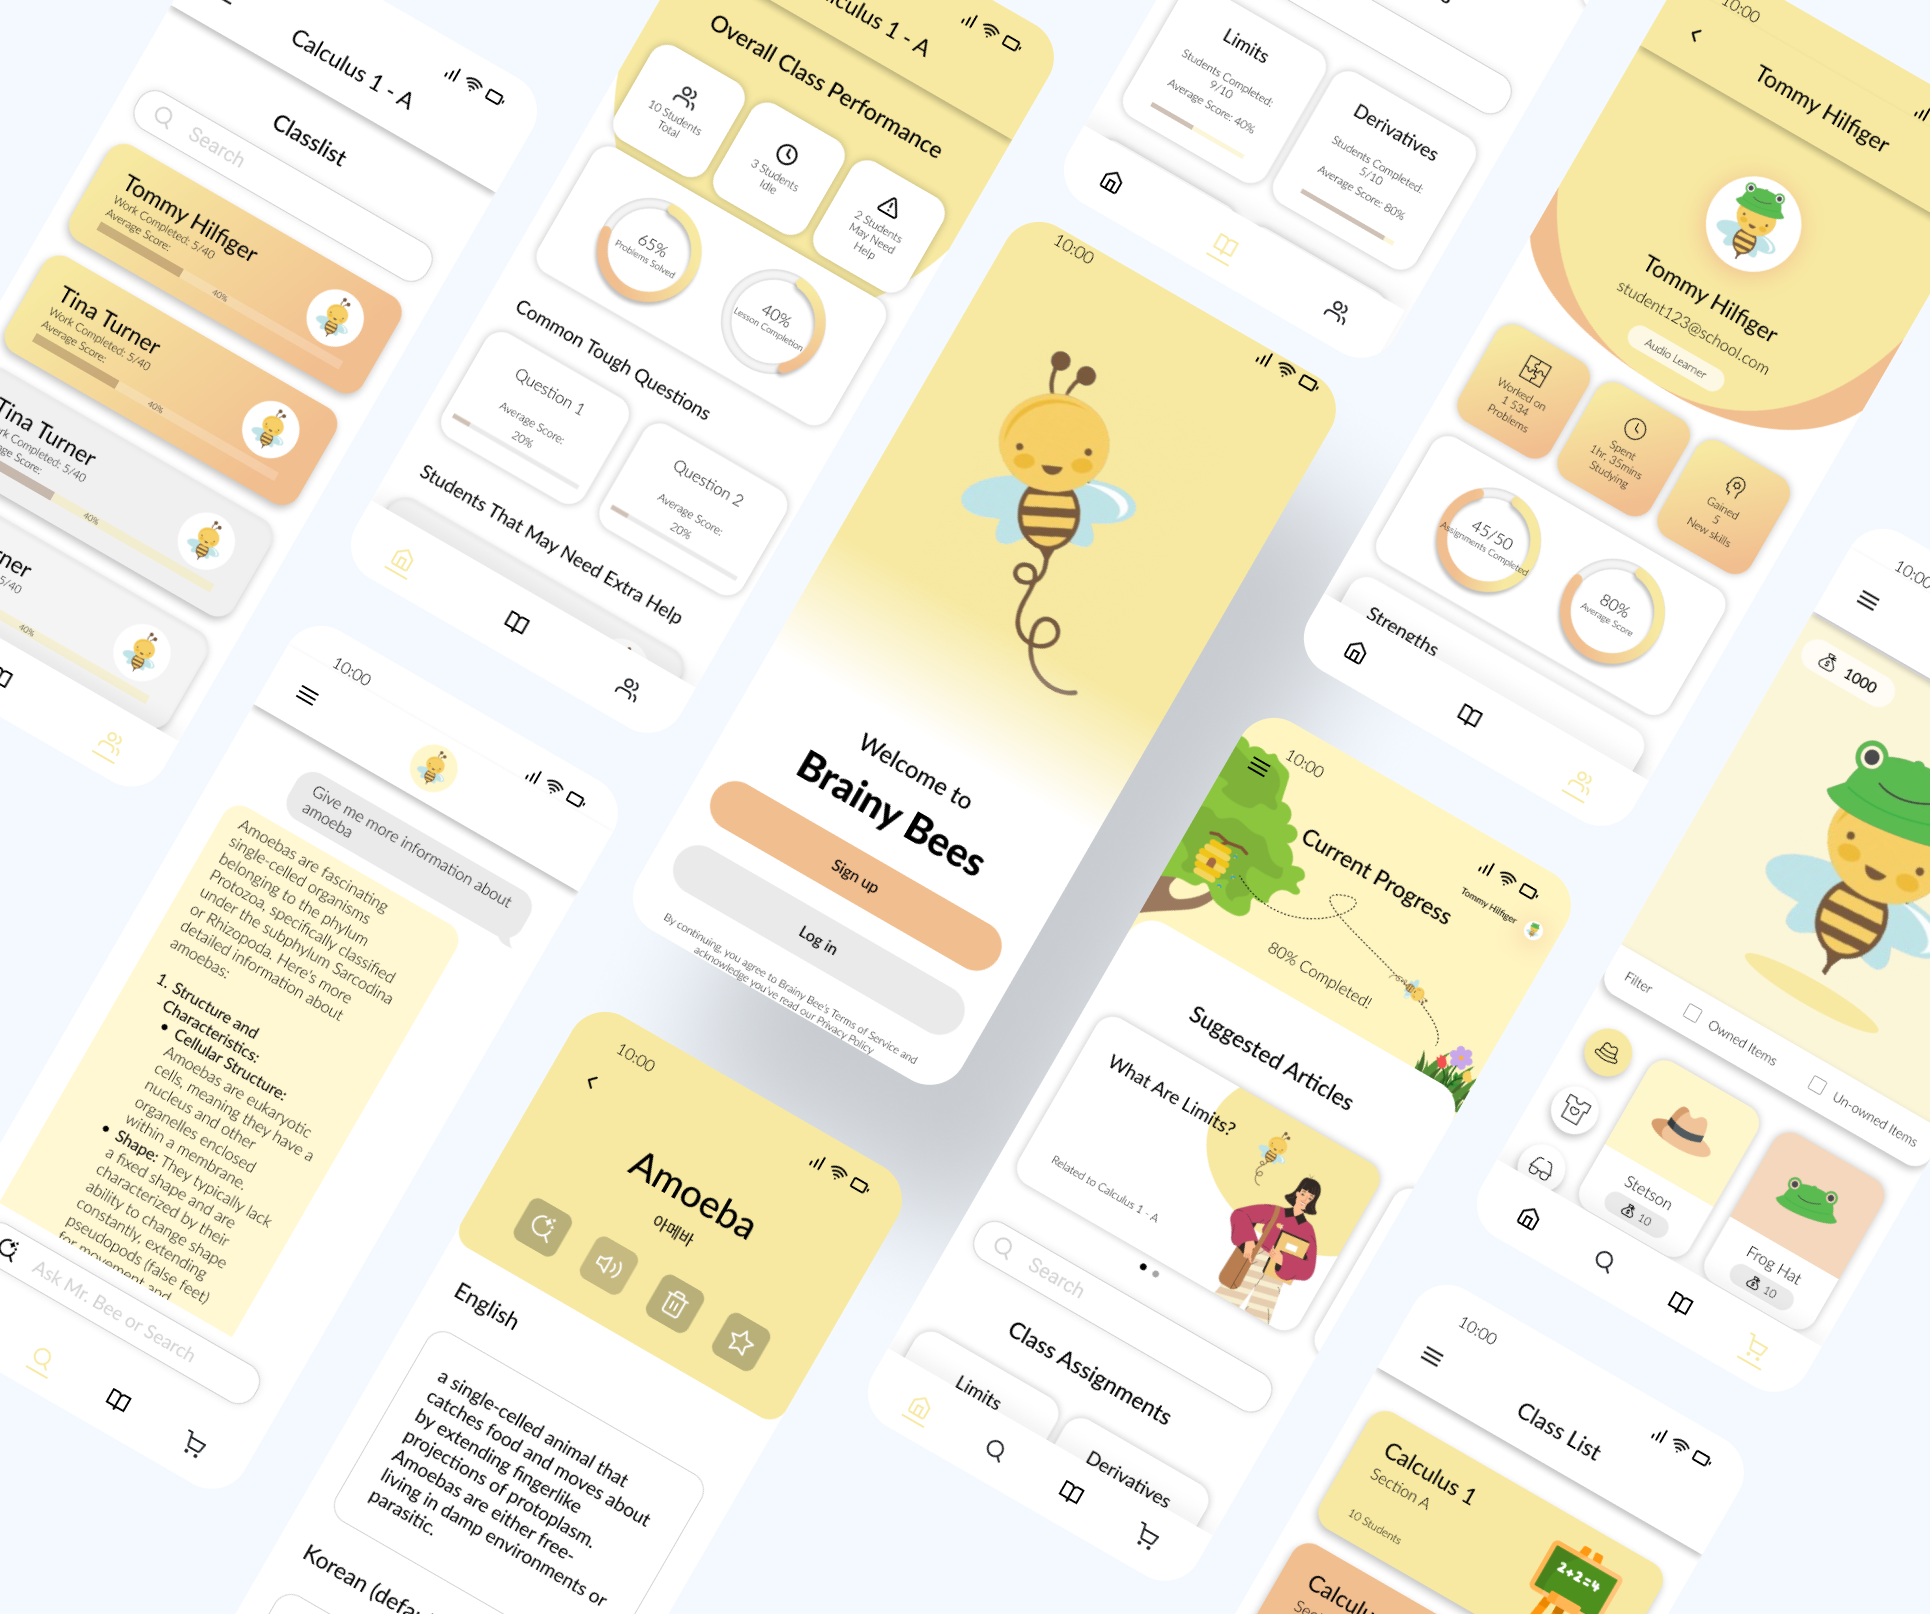 Calculus 1 - A
Classlist
Search
Tommy Hilfiger
Work Completed: 5/40
Average Score:
40%
Tina Turner
Work Completed: 5/40
Average Score:
40%
Tina Turner
rk Completed: 5/40
ge Score:
40%
rner
5/40
40%
culus 1 - A
Overall Class Performance
10 Students
Total
3 Students
Idle
2 Students
May Need
Help
65%
Problems Solved
40%
Lesson Completion
Common Tough Questions
Question 1
Average Score:
20%
Question 2
Average Score:
20%
Students That May Need Extra Help
Limits
Students Completed:
9/10
Average Score: 40%
Derivatives
Students Completed:
5/10
Average Score: 80%
10:00
Tommy Hilfiger
Tommy Hilfiger
student123@school.com
Audio Learner
Worked on
1 534
Problems
Spent
1hr. 35mins
Studying
Gained
5
New skills
45/50
Assignments Completed
80%
Average Score
Strengths
10:00
Welcome to
Brainy Bees
Sign up
Log in
By continuing, you agree to Brainy Bee's Terms of Service and
acknowledge you've read our Privacy Policy
10:00
Give me more information about
amoeba
Amoebas are fascinating
single-celled organisms
belonging to the phylum
Protozoa, specifically classified
under the subphylum Sarcodina
or Rhizopoda. Here's more
detailed information about
amoebas:
1. Structure and
Characteristics:
• Cellular Structure:
Amoebas are eukaryotic
cells, meaning they have a
nucleus and other
organelles enclosed
within a membrane.
• Shape: They typically lack
a fixed shape and are
characterized by their
ability to change shape
constantly, extending
pseudopods (false feet)
for movement and
Ask Mr. Bee or Search
10:00
Amoeba
아메바
English
a single-celled animal that
catches food and moves about
by extending fingerlike
projections of protoplasm.
Amoebas are either free-
living in damp environments or
parasitic.
Korean (defau
10:00
Current Progress
Tommy Hilfiger
80% Completed!
Suggested Articles
What Are Limits?
Related to Calculus 1 - A
Search
Class Assignments
Limits
Derivatives
10:00
1000
Filter
Owned Items
Un-owned Items
Stetson
10
Frog Hat
10
10:00
Class List
Calculus 1
Section A
10 Students
2+2=4
Calculu
Sec